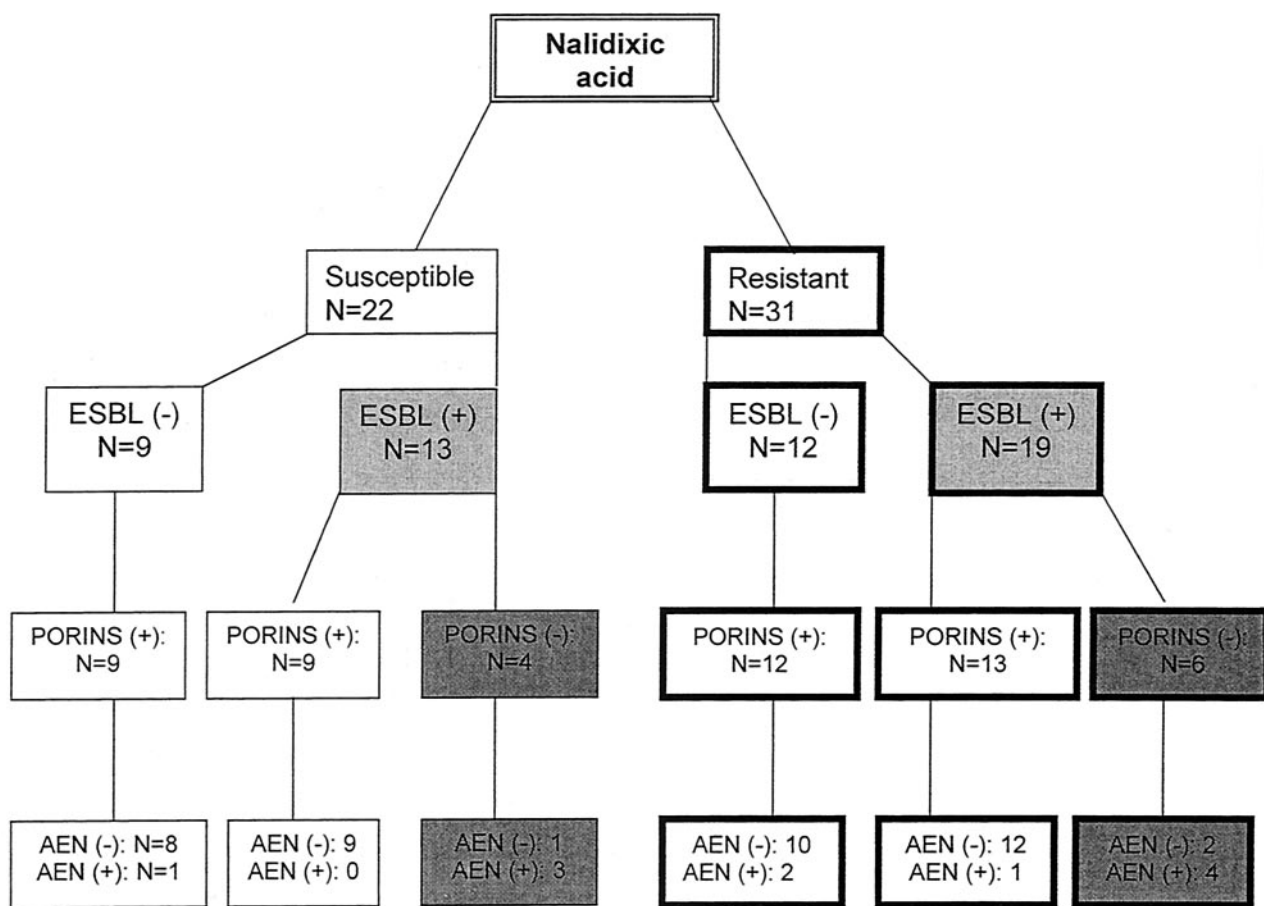 Nalidixic
acid
Susceptible
N=22
Resistant
N=31
ESBL (-)
N=9
ESBL (+)
N=13
ESBL (-)
N=12
ESBL (+)
N=19
PORINS (+):
N=9
PORINS (+):
N=9
PORINS (-):
N=4
PORINS (+):
N=12
PORINS (+):
N=13
PORINS (-):
N=6
AEN (-): N=8
AEN (+): N=1
AEN (-): 9
AEN (+): 0
AEN (-): 1
AEN (+): 3
AEN (-): 10
AEN (+): 2
AEN (-): 12
AEN (+): 1
AEN (-): 2
AEN (+): 4